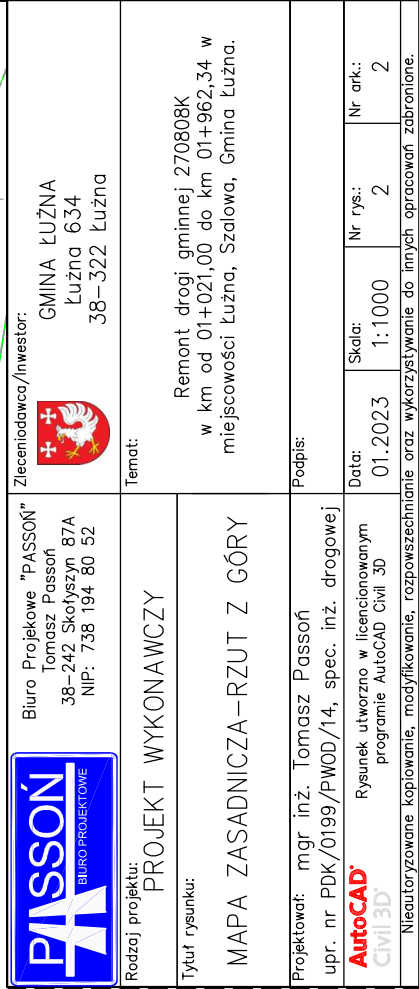 PASSOŃ
BIURO PROJEKTOWE
Biuro Projekowe "PASSOŃ"
Tomasz Passoń
38-242 Skołyszyn 87A
NIP: 738 194 80 52
Zleceniodawca/Inwestor:
GMINA ŁUŻNA
Łużna 634
38-322 Łużna
Rodzaj projektu:
PROJEKT WYKONAWCZY
Tytuł rysunku:
MAPA ZASADNICZA-RZUT Z GÓRY
Temat:
Remont drogi gminnej 270808K
w km od 01+021,00 do km 01+962,34 w
miejscowości Łużna, Szalowa, Gmina Łużna.
Projektował: mgr inż. Tomasz Passoń
upr. nr PDK/0199/PWOD/14, spec. inż. drogowej
Podpis:
AutoCAD®
Civil 3D®
Rysunek utworzno w licencionowanym
programie AutoCAD Civil 3D
Data:
01.2023
Skala:
1:1000
Nr rys.:
2
Nr ark.:
2
Nieautoryzowane kopiowanie, modyfikowanie, rozpowszechnianie oraz wykorzystywanie do innych opracowań zabronione.